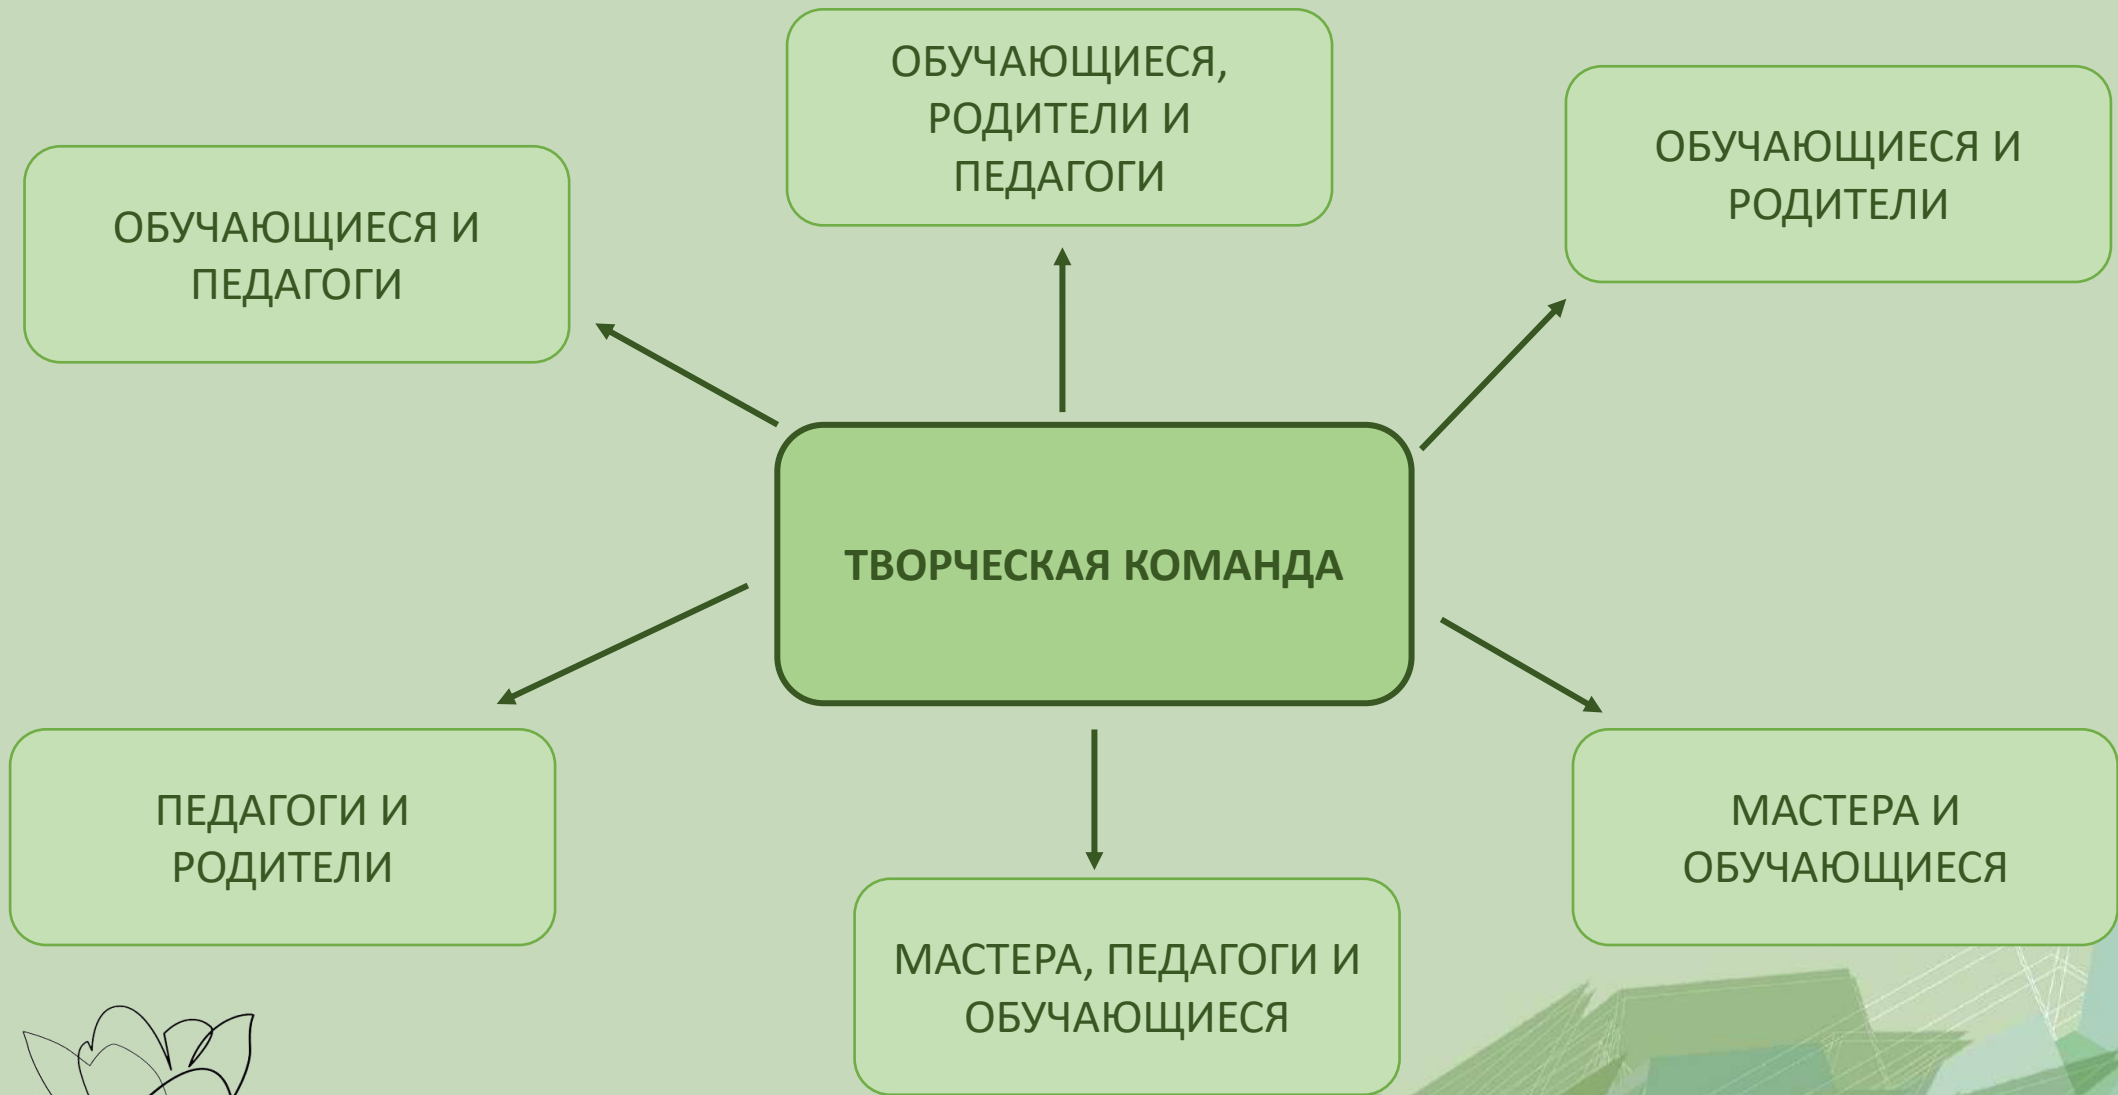 ОБУЧАЮЩИЕСЯ,
РОДИТЕЛИ И
ПЕДАГОГИ
ОБУЧАЮЩИЕСЯ И
РОДИТЕЛИ
ОБУЧАЮЩИЕСЯ И
ПЕДАГОГИ
ТВОРЧЕСКАЯ КОМАНДА
ПЕДАГОГИ И
РОДИТЕЛИ
МАСТЕРА И
ОБУЧАЮЩИЕСЯ
МАСТЕРА, ПЕДАГОГИ И
ОБУЧАЮЩИЕСЯ